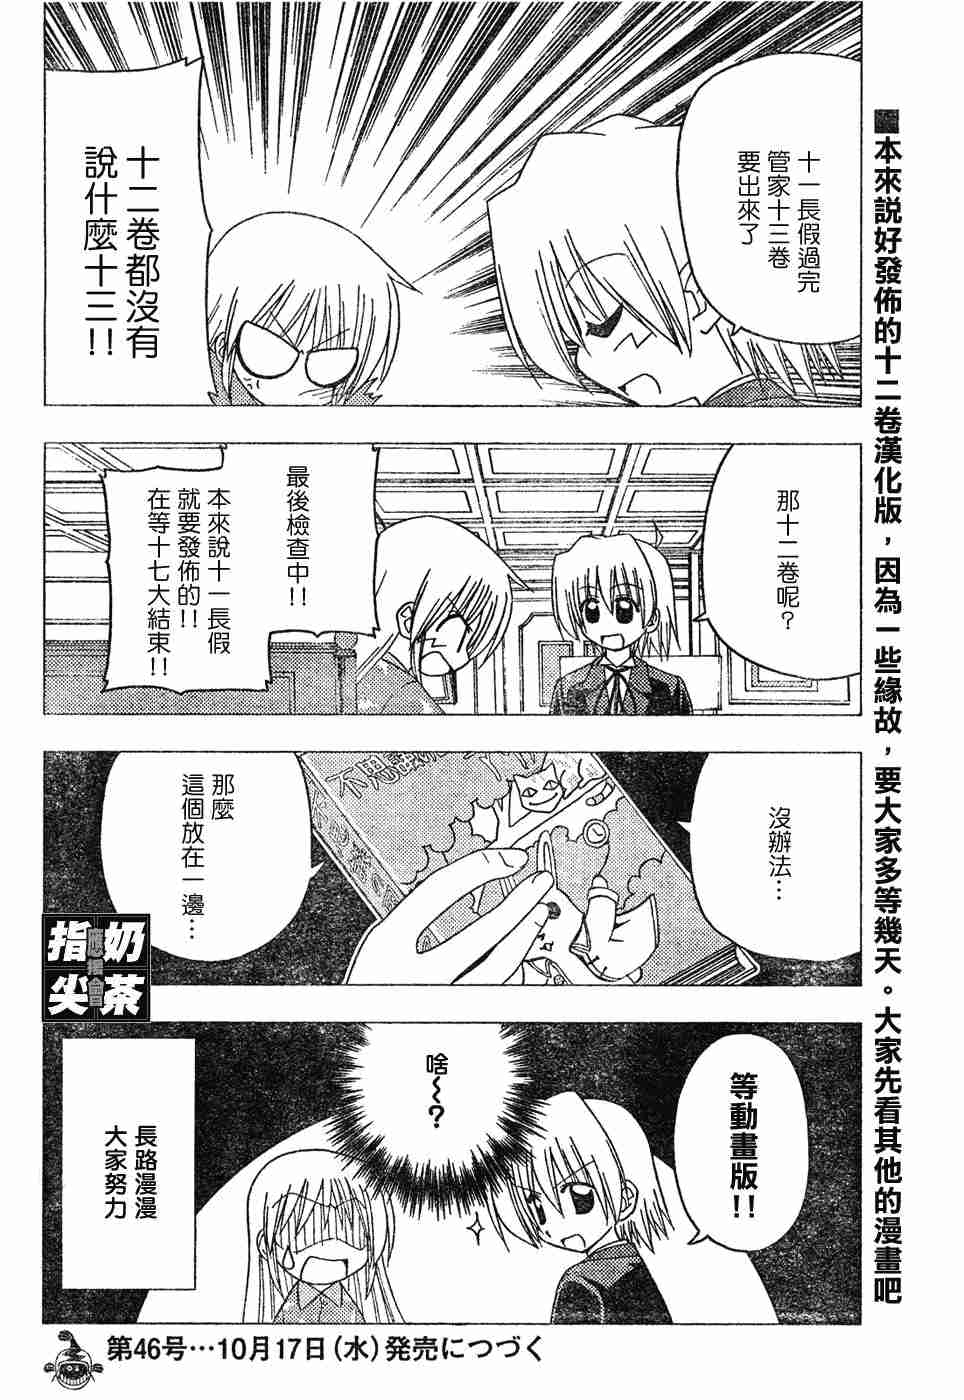 ■本來説好發佈的十二卷漢化版，因為一些緣故，要大家多等幾天。大家先看其他的漫畫吧
十一長假過完
管家十三卷
要出來了
十二卷都沒有
說什麼十三!!
那十二卷呢？
最後檢查中!!
本來說十一長假
就要發佈的!!
在等十七大結束!!
沒辦法…
不思議
那麼
這個放在一邊…
等動畫版!!
啥～？
長路漫漫
大家努力
奶茶
指尖
第46号…10月17日（水）発売につづく